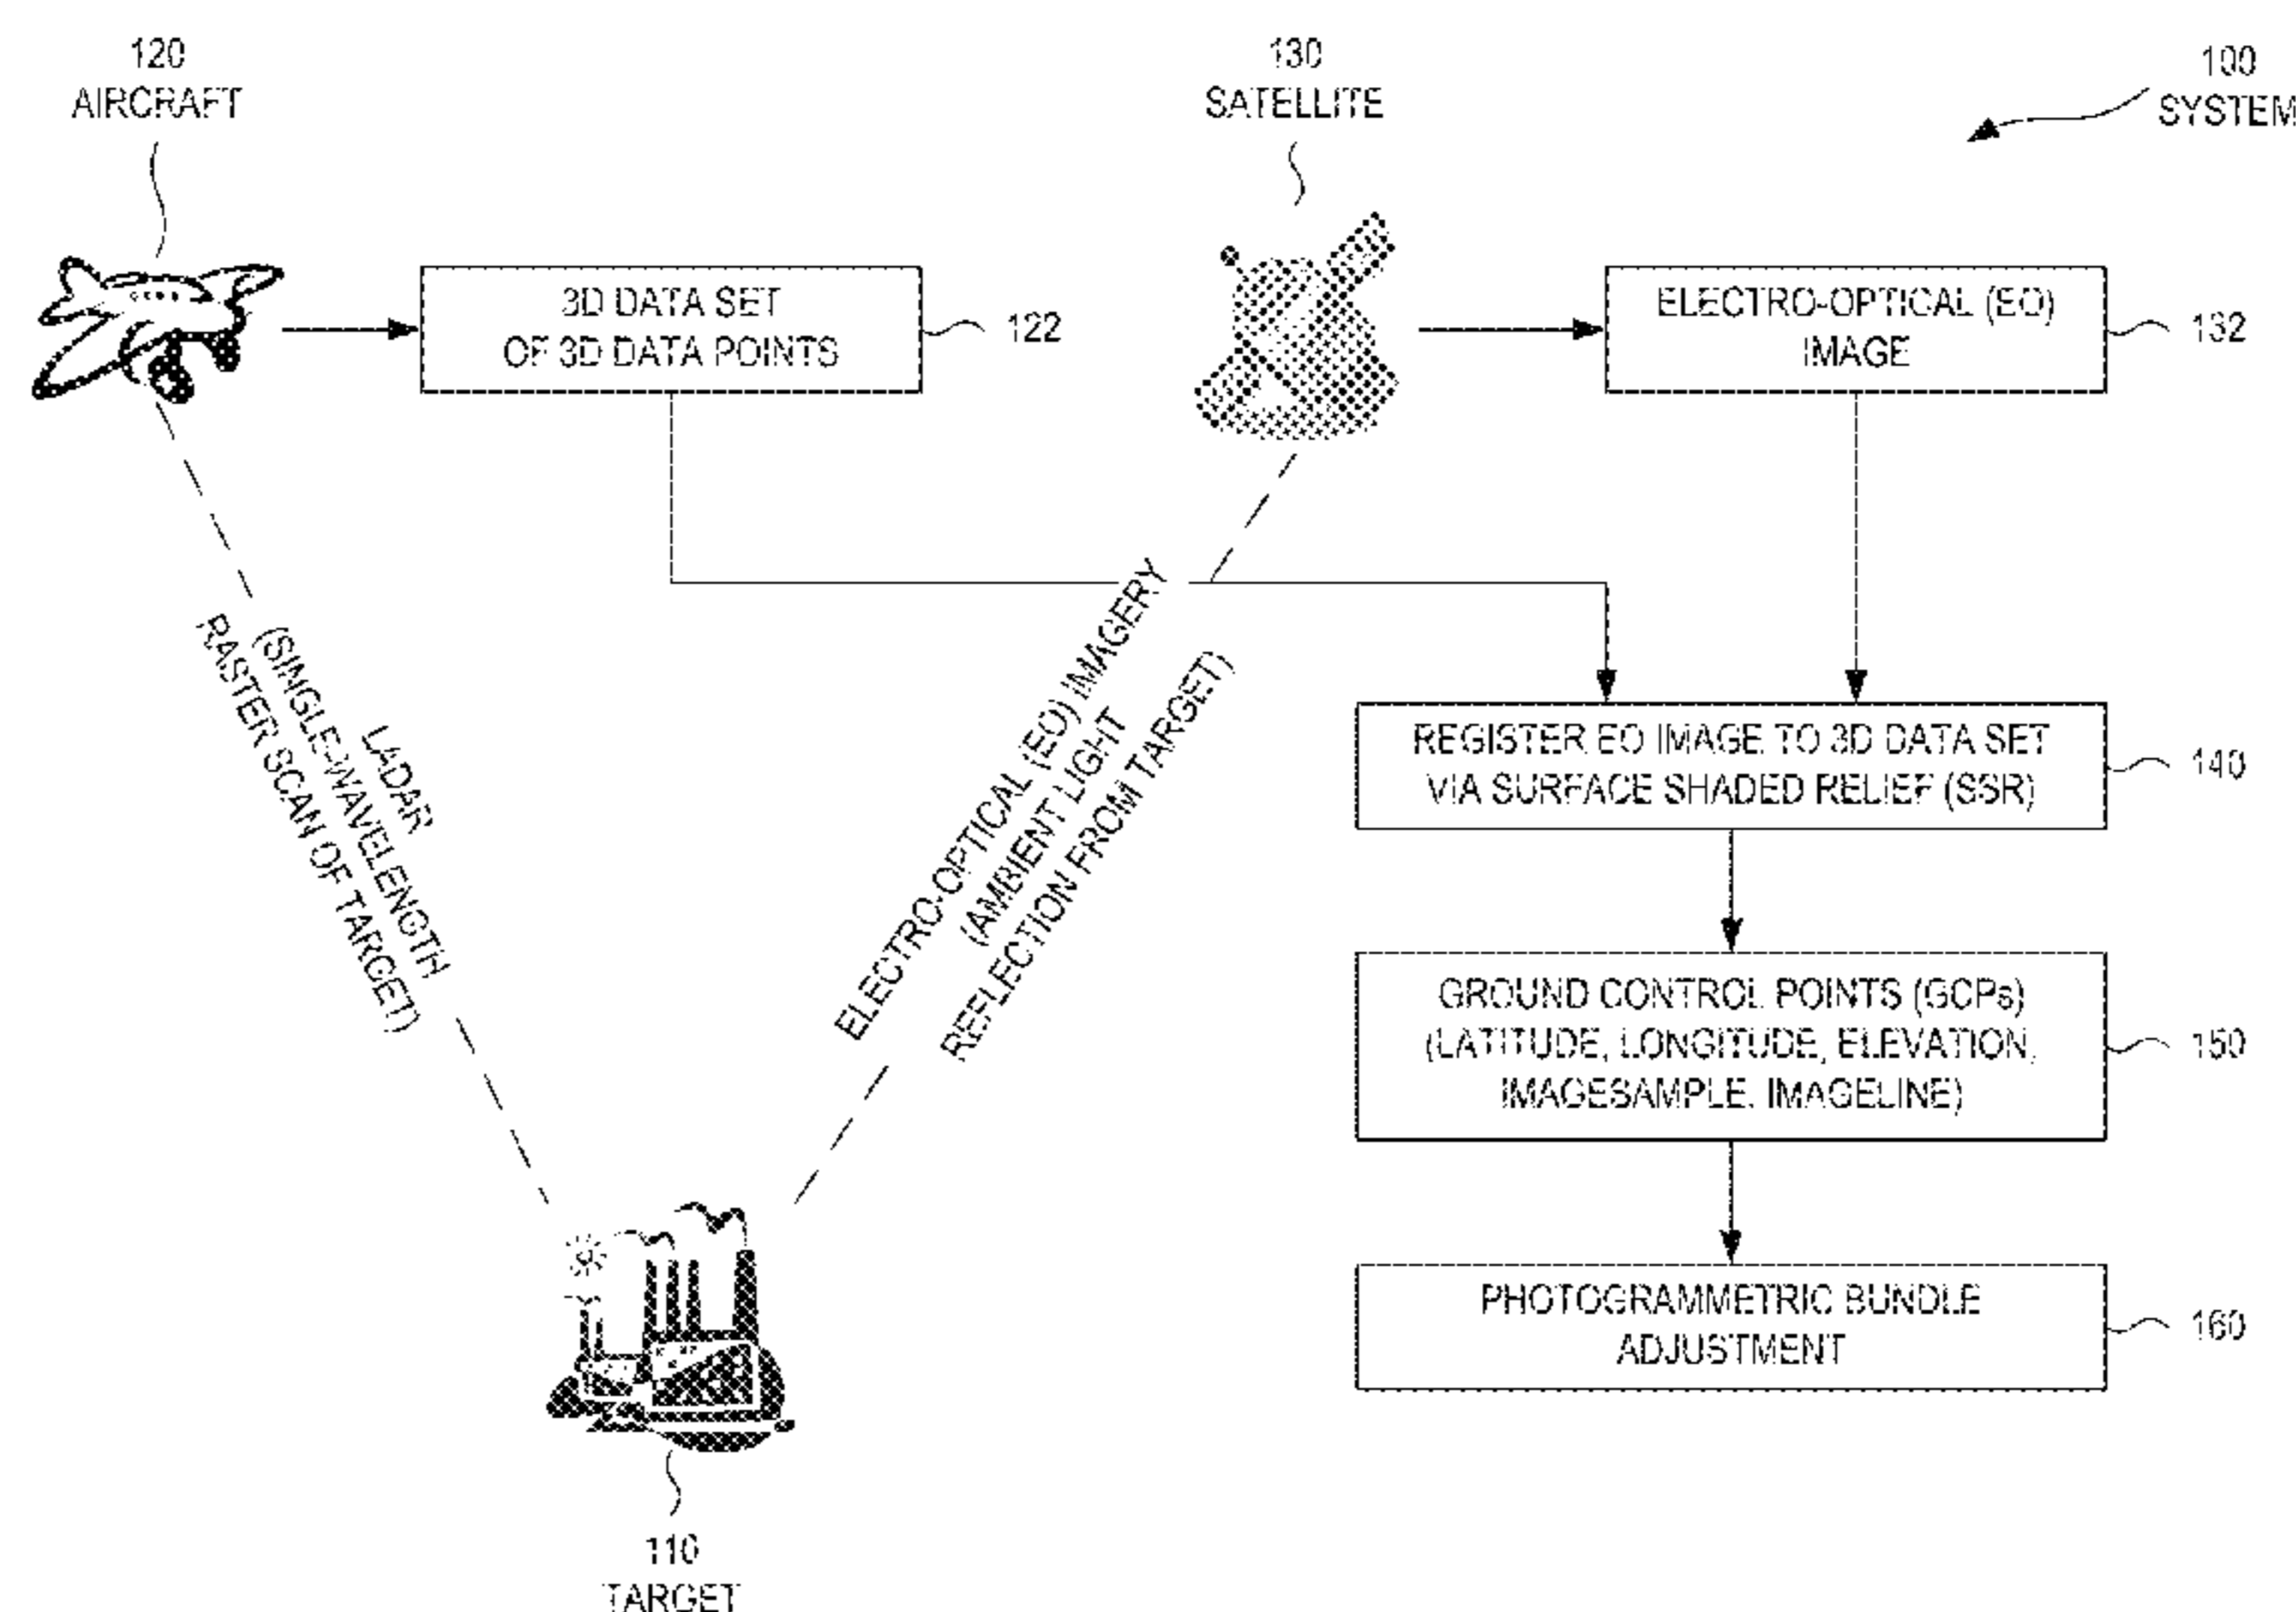 120
AIRCRAFT
130
SATELLITE
100
SYSTEM
3D DATA SET
OF 3D DATA POINTS
122
ELECTRO-OPTICAL (EO)
IMAGE
132
LADAR
(SINGLE-WAVELENGTH
RASTER SCAN OF TARGET)
ELECTRO-OPTICAL (EO) IMAGERY
(AMBIENT LIGHT
REFLECTION FROM TARGET)
REGISTER EO IMAGE TO 3D DATA SET
VIA SURFACE SHADED RELIEF (SSR)
140
GROUND CONTROL POINTS (GCPs)
(LATITUDE, LONGITUDE, ELEVATION,
IMAGESAMPLE, IMAGELINE)
150
PHOTOGRAMMETRIC BUNDLE
ADJUSTMENT
160
110
TARGET